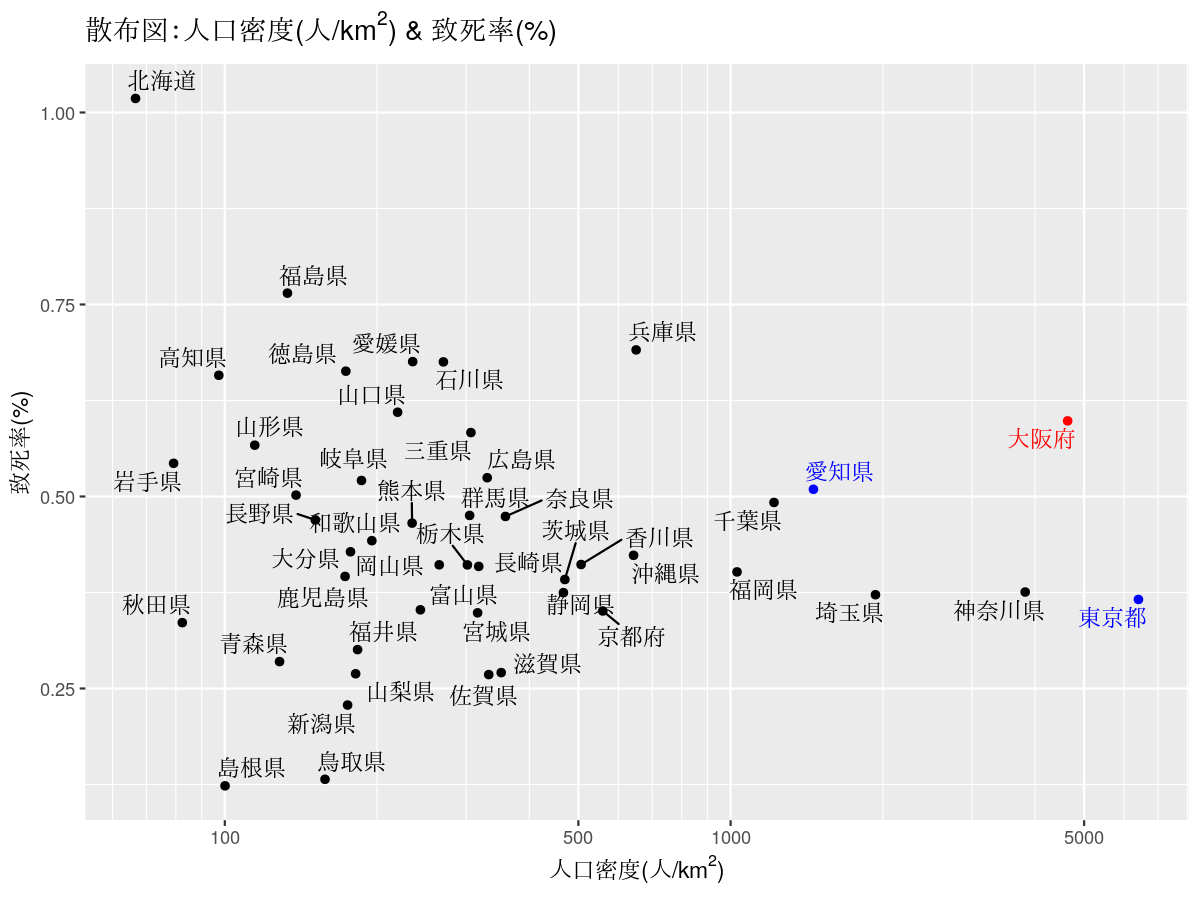 散布図:人口密度(人/km²) & 致死率(%)
北海道
1.00
福島県
0.75
兵庫県
愛媛県
徳島県
高知県
石川県
山口県
山形県
大阪府
三重県
岐阜県
広島県
愛知県
岩手県
宮崎県
熊本県
0.50
群馬県
奈良県
長野県
和歌山県
千葉県
栃木県
茨城県
香川県
大分県
岡山県
長崎県
沖縄県
福岡県
鹿児島県
富山県
静岡県
秋田県
埼玉県
神奈川県
東京都
福井県
宮城県
京都府
青森県
滋賀県
0.25
山梨県
佐賀県
新潟県
鳥取県
島根県
致死率(%)
100
500
1000
5000
人口密度(人/km²)